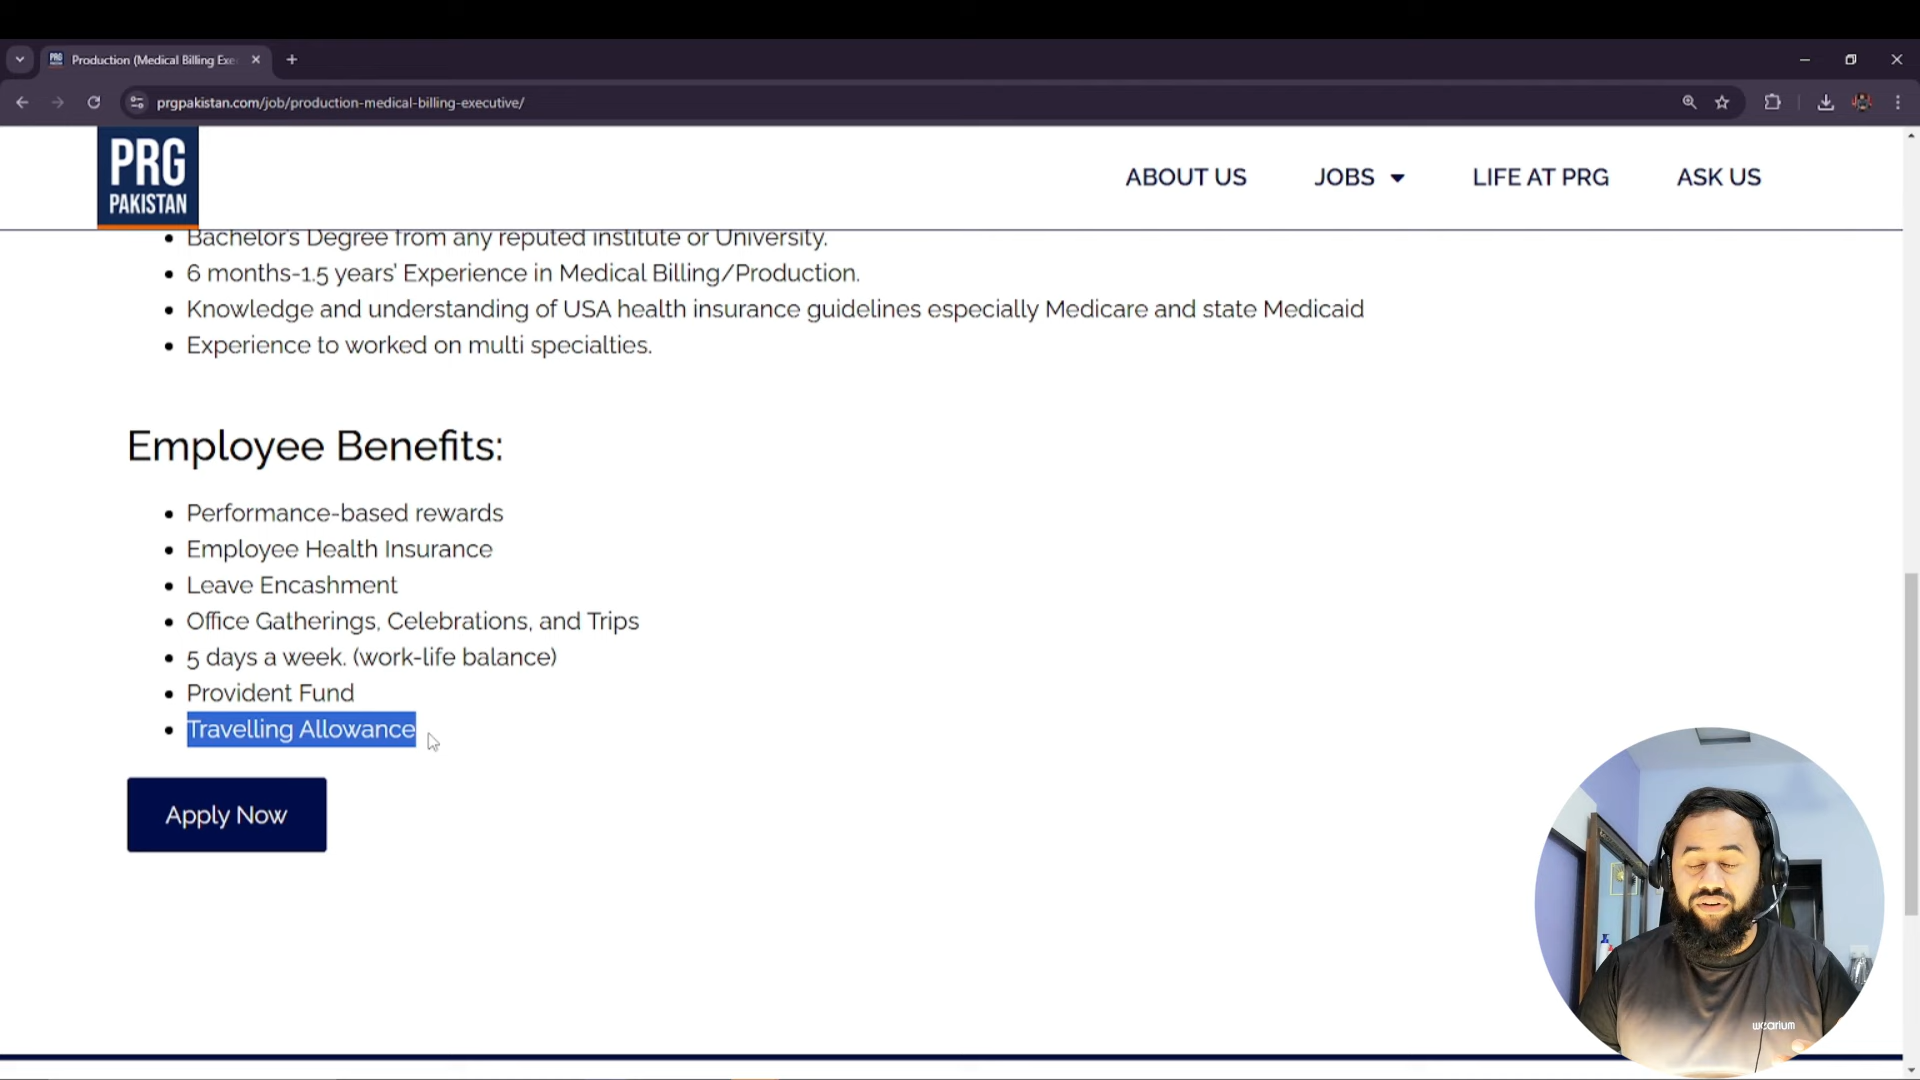 Production (Medical Billing Exe
prgpakistan.com/job/production-medical-billing-executive/
PRG
PAKISTAN
ABOUT US
JOBS
LIFE AT PRG
ASK US
Bachelor's Degree from any reputed institute or University.
6 months-1.5 years' Experience in Medical Billing/Production.
Knowledge and understanding of USA health insurance guidelines especially Medicare and state Medicaid
Experience to worked on multi specialties.
Employee Benefits:
Performance-based rewards
Employee Health Insurance
Leave Encashment
Office Gatherings, Celebrations, and Trips
5 days a week. (work-life balance)
Provident Fund
Travelling Allowance
Apply Now
wearium